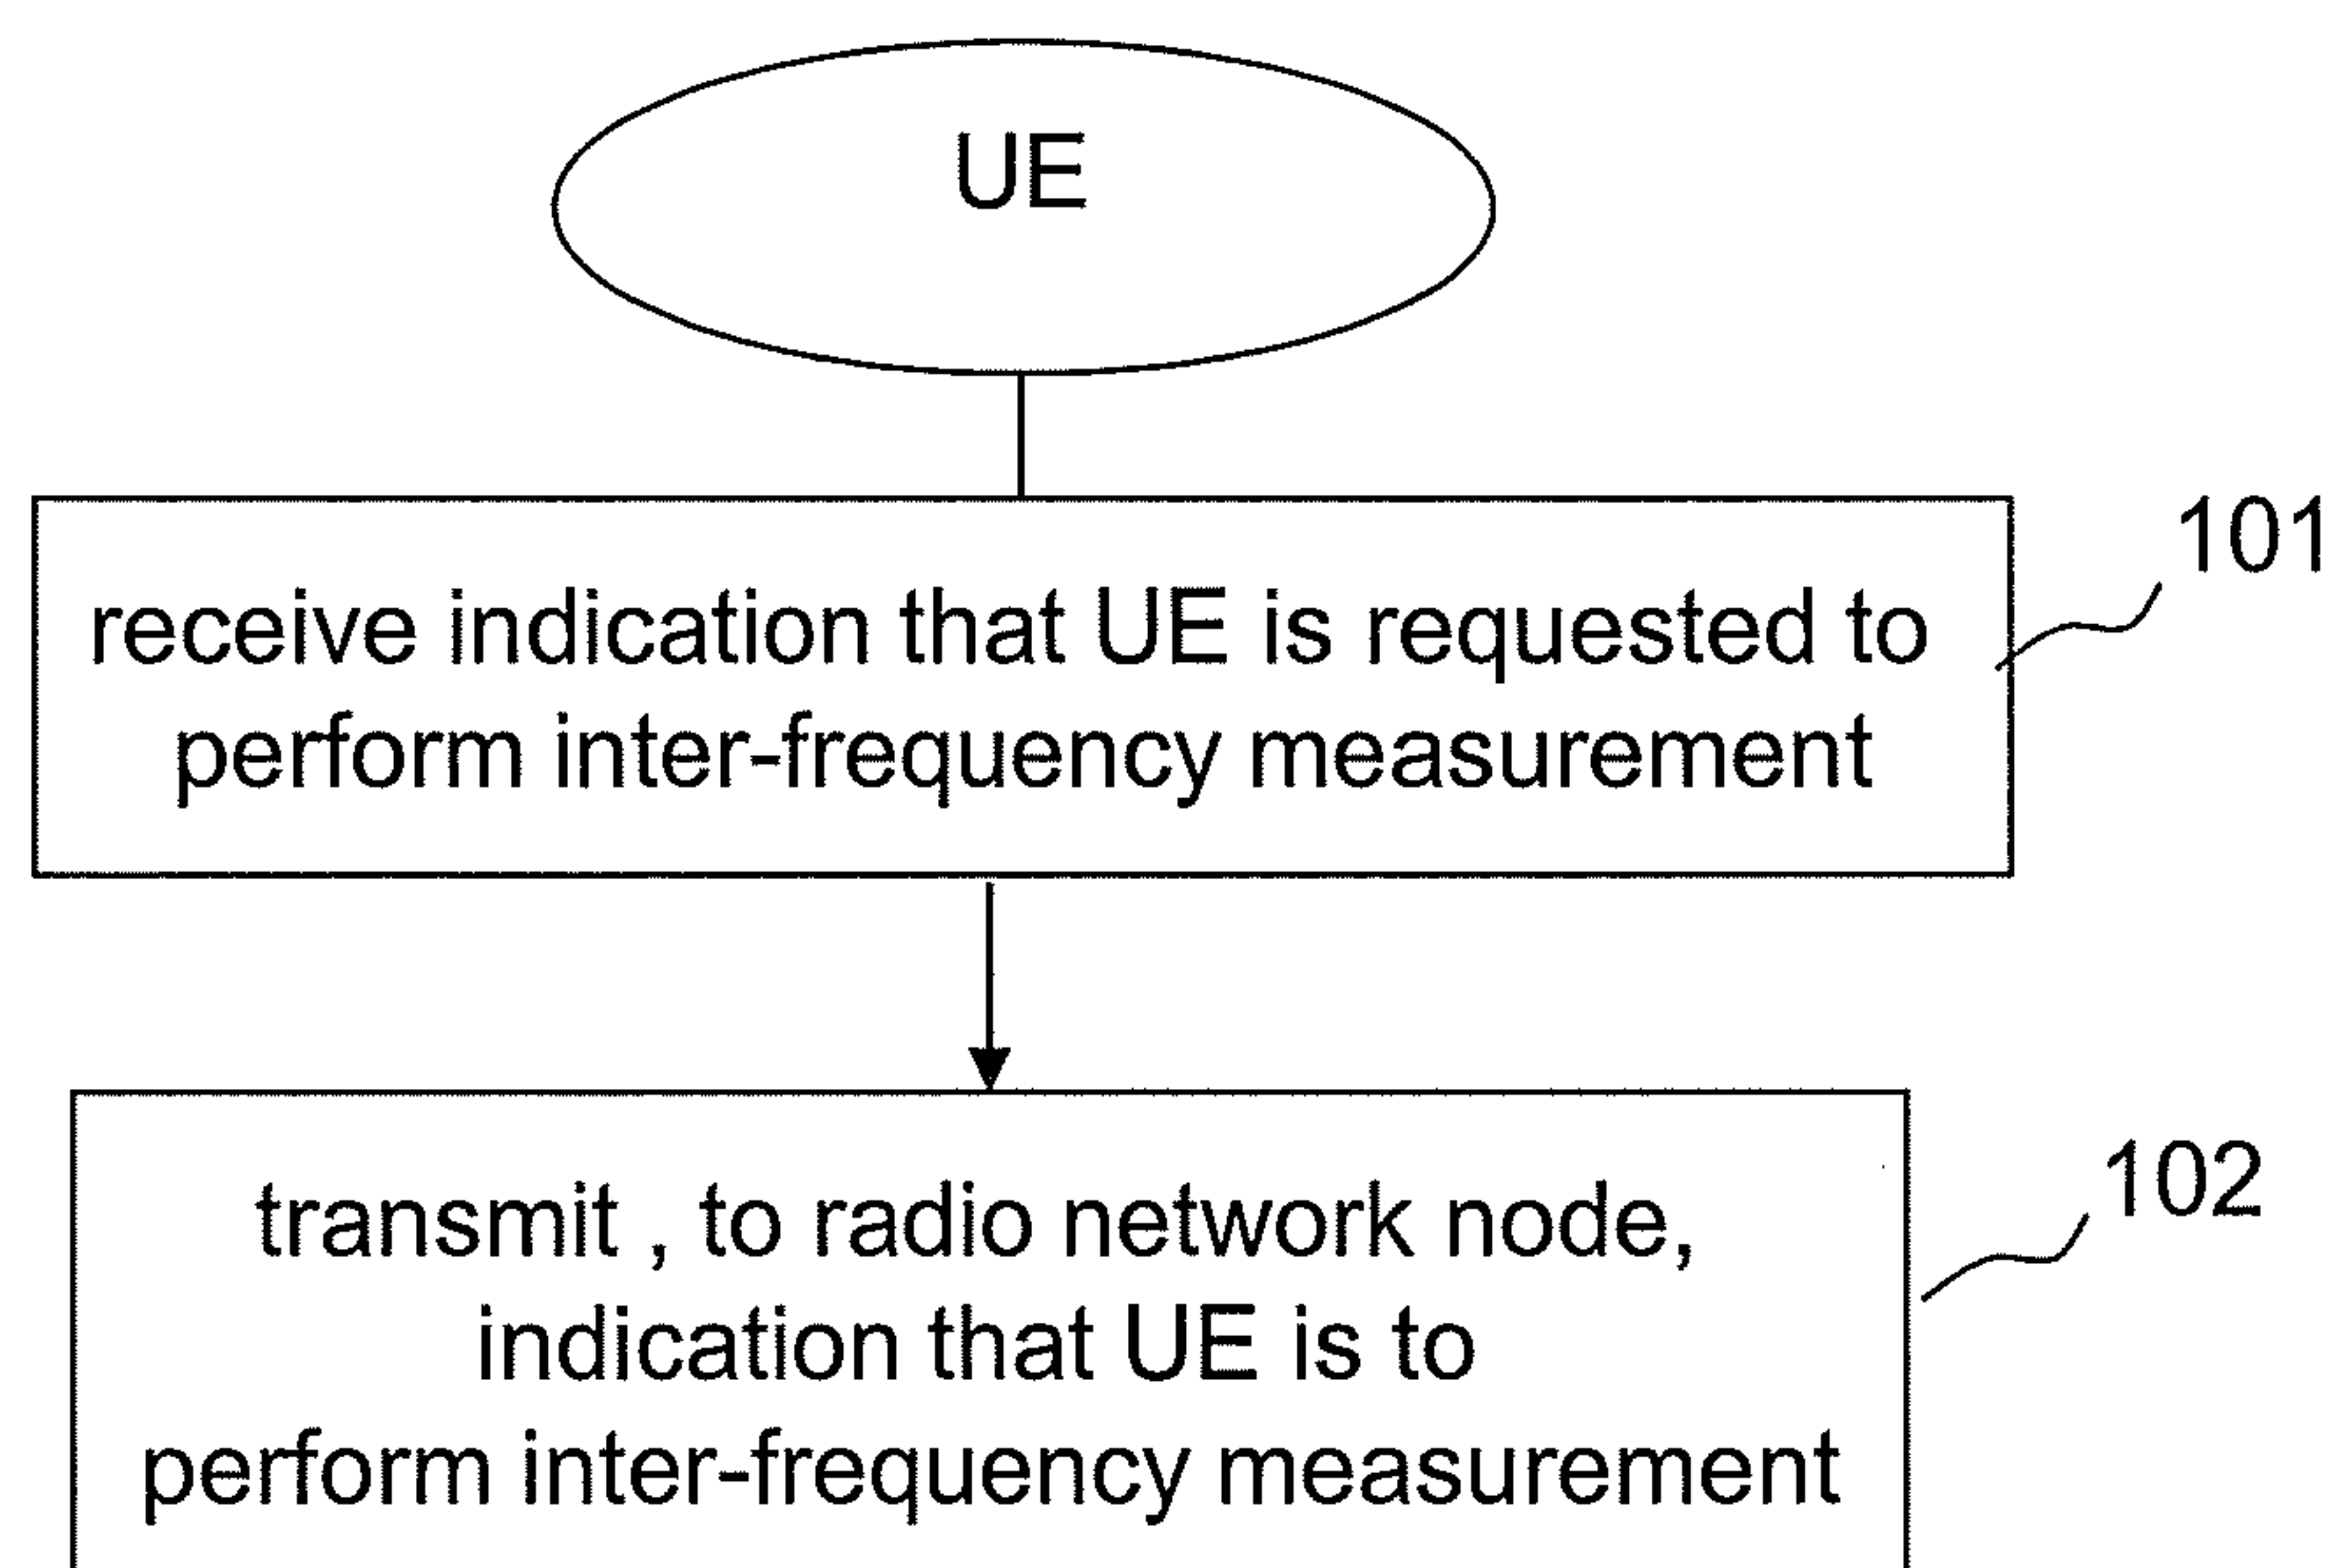 UE
101
receive indication that UE is requested to
perform inter-frequency measurement
102
transmit , to radio network node,
indication that UE is to
perform inter-frequency measurement